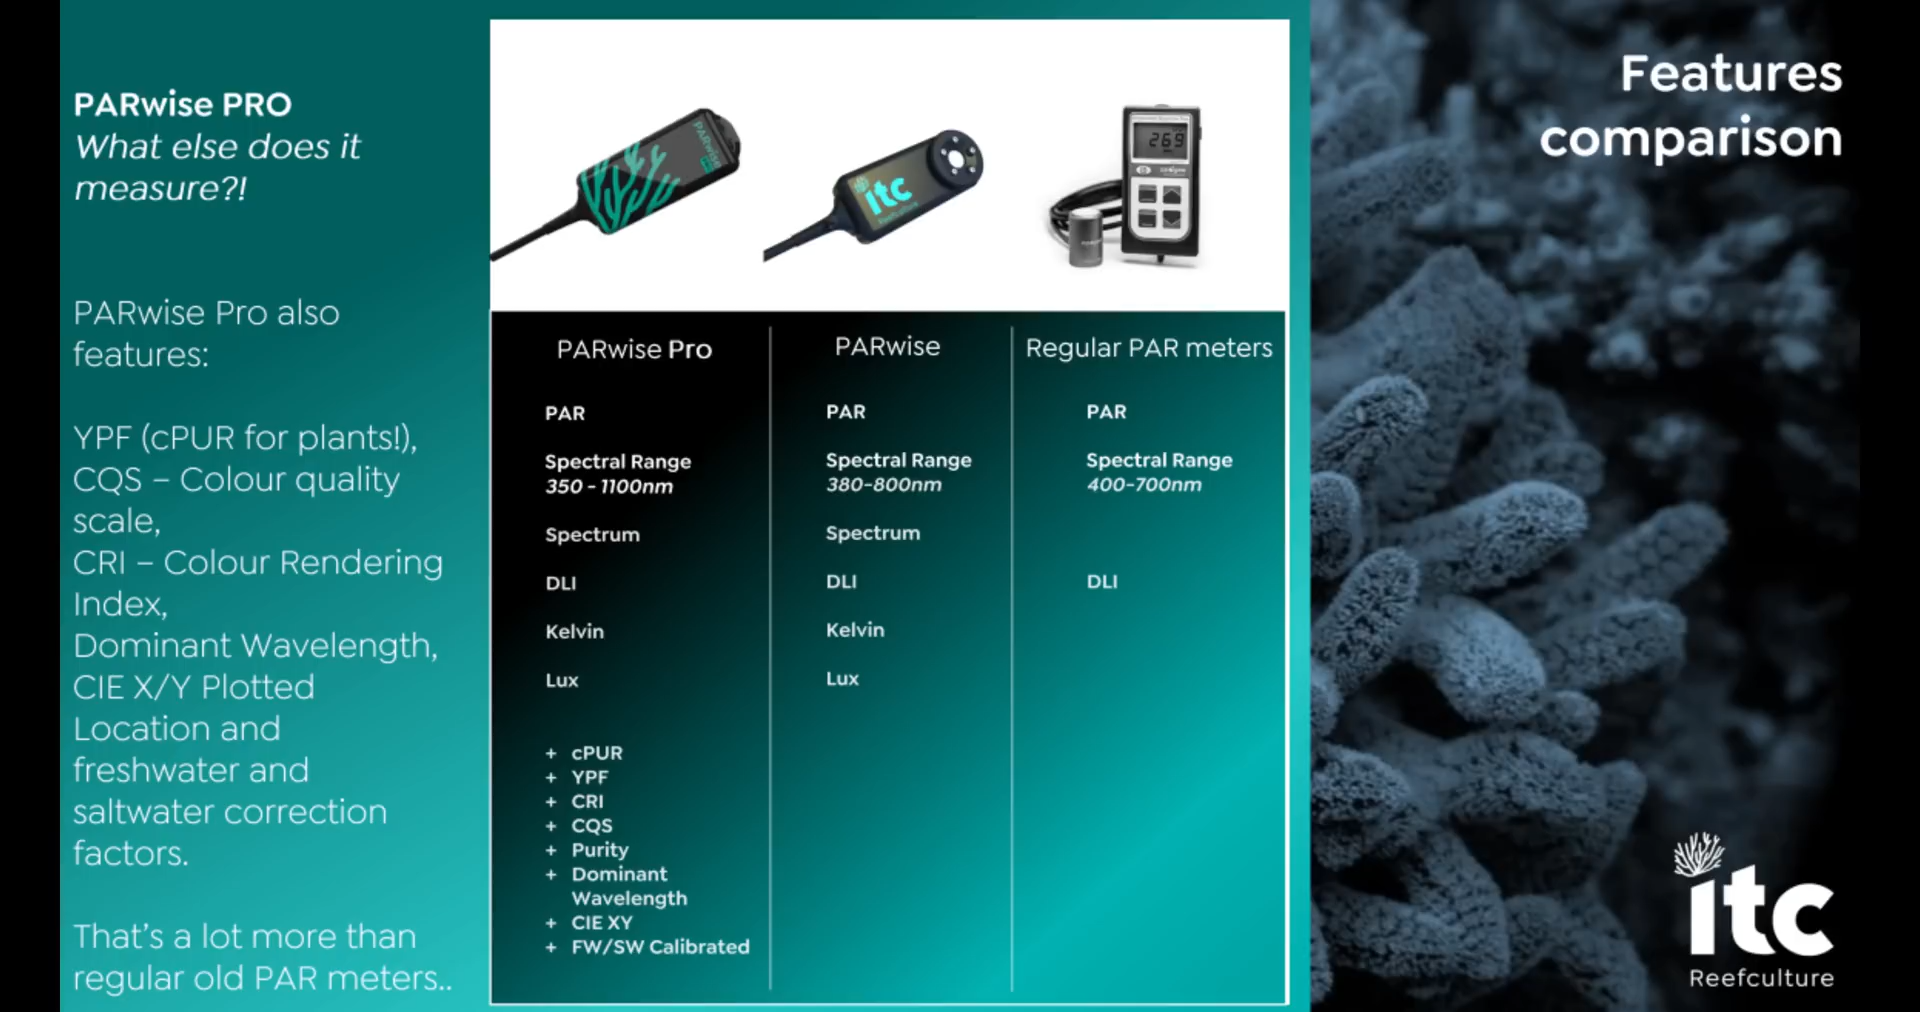 PARwise PRO
What else does it
measure?!
PARwise Pro also
features:
YPF (cPUR for plants!),
CQS – Colour quality
scale,
CRI – Colour Rendering
Index,
Dominant Wavelength,
CIE X/Y Plotted
Location and
freshwater and
saltwater correction
factors.
That's a lot more than
regular old PAR meters..
PARwise
itc
Reefculture
269
PARwise Pro
PAR
Spectral Range
350 - 1100nm
Spectrum
DLI
Kelvin
Lux
+ cPUR
+ YPF
+ CRI
+ CQS
+ Purity
+ Dominant
Wavelength
+ CIE XY
+ FW/SW Calibrated
PARwise
PAR
Spectral Range
380-800nm
Spectrum
DLI
Kelvin
Lux
Regular PAR meters
PAR
Spectral Range
400-700nm
DLI
Features
comparison
itc
Reefculture